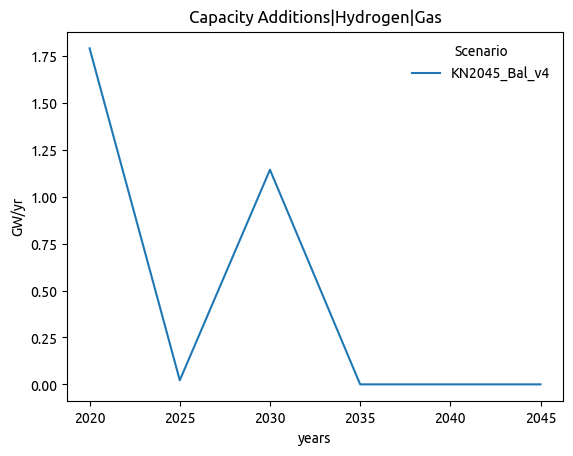 Capacity Additions|Hydrogen|Gas
Scenario
KN2045_Bal_v4
GW/yr
1.75
1.50
1.25
1.00
0.75
0.50
0.25
0.00
2020 2025 2030 2035 2040 2045
years